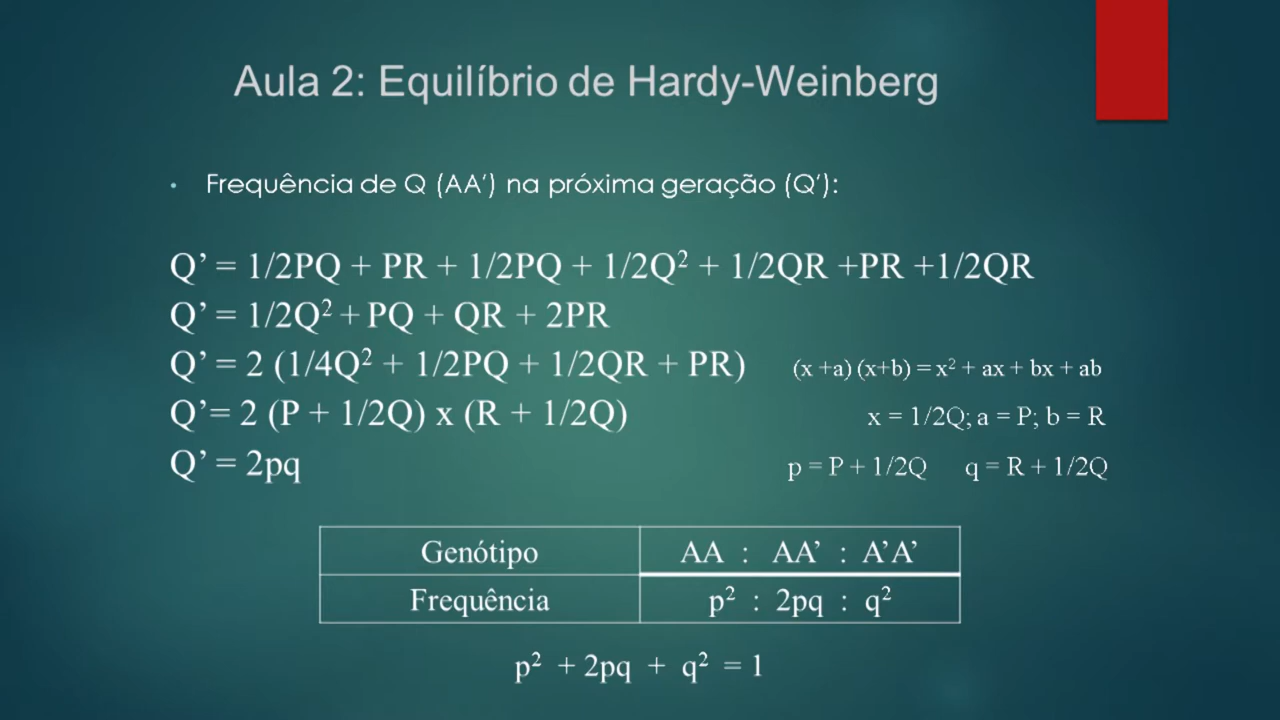 Aula 2: Equilíbrio de Hardy-Weinberg
• Frequência de Q (AA’) na próxima geração (Q’):
Q’ = 1/2PQ + PR + 1/2PQ + 1/2Q² + 1/2QR +PR +1/2QR
Q’ = 1/2Q² + PQ + QR + 2PR
Q’ = 2 (1/4Q² + 1/2PQ + 1/2QR + PR) (x +a) (x+b) = x² + ax + bx + ab
Q’= 2 (P + 1/2Q) x (R + 1/2Q) x = 1/2Q; a = P; b = R
Q’ = 2pq p = P + 1/2Q q = R + 1/2Q
Genótipo AA : AA’ : A’A’
Frequência p² : 2pq : q²
p² + 2pq + q² = 1